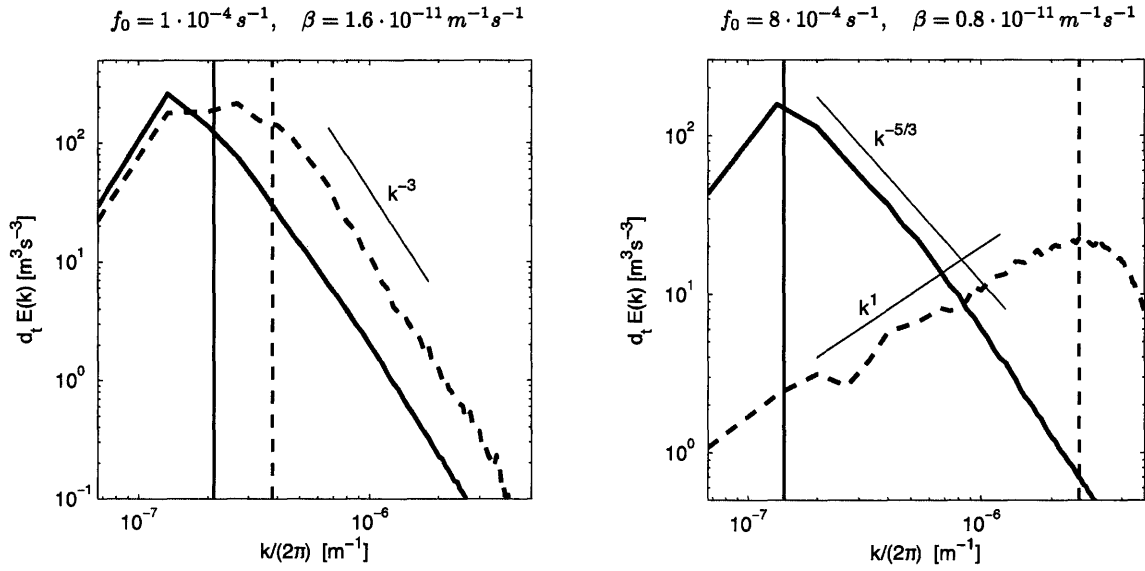 f₀ = 1 · 10⁻⁴ s⁻¹, β = 1.6 · 10⁻¹¹ m⁻¹s⁻¹
d_t E(k) [m³s⁻³]
10²
10¹
10⁰
10⁻¹
k⁻³
10⁻⁷ 10⁻⁶
k/(2π) [m⁻¹]
f₀ = 8 · 10⁻⁴ s⁻¹, β = 0.8 · 10⁻¹¹ m⁻¹s⁻¹
d_t E(k) [m³s⁻³]
10²
10¹
10⁰
k⁻⁵ᐟ³
k¹
10⁻⁷ 10⁻⁶
k/(2π) [m⁻¹]